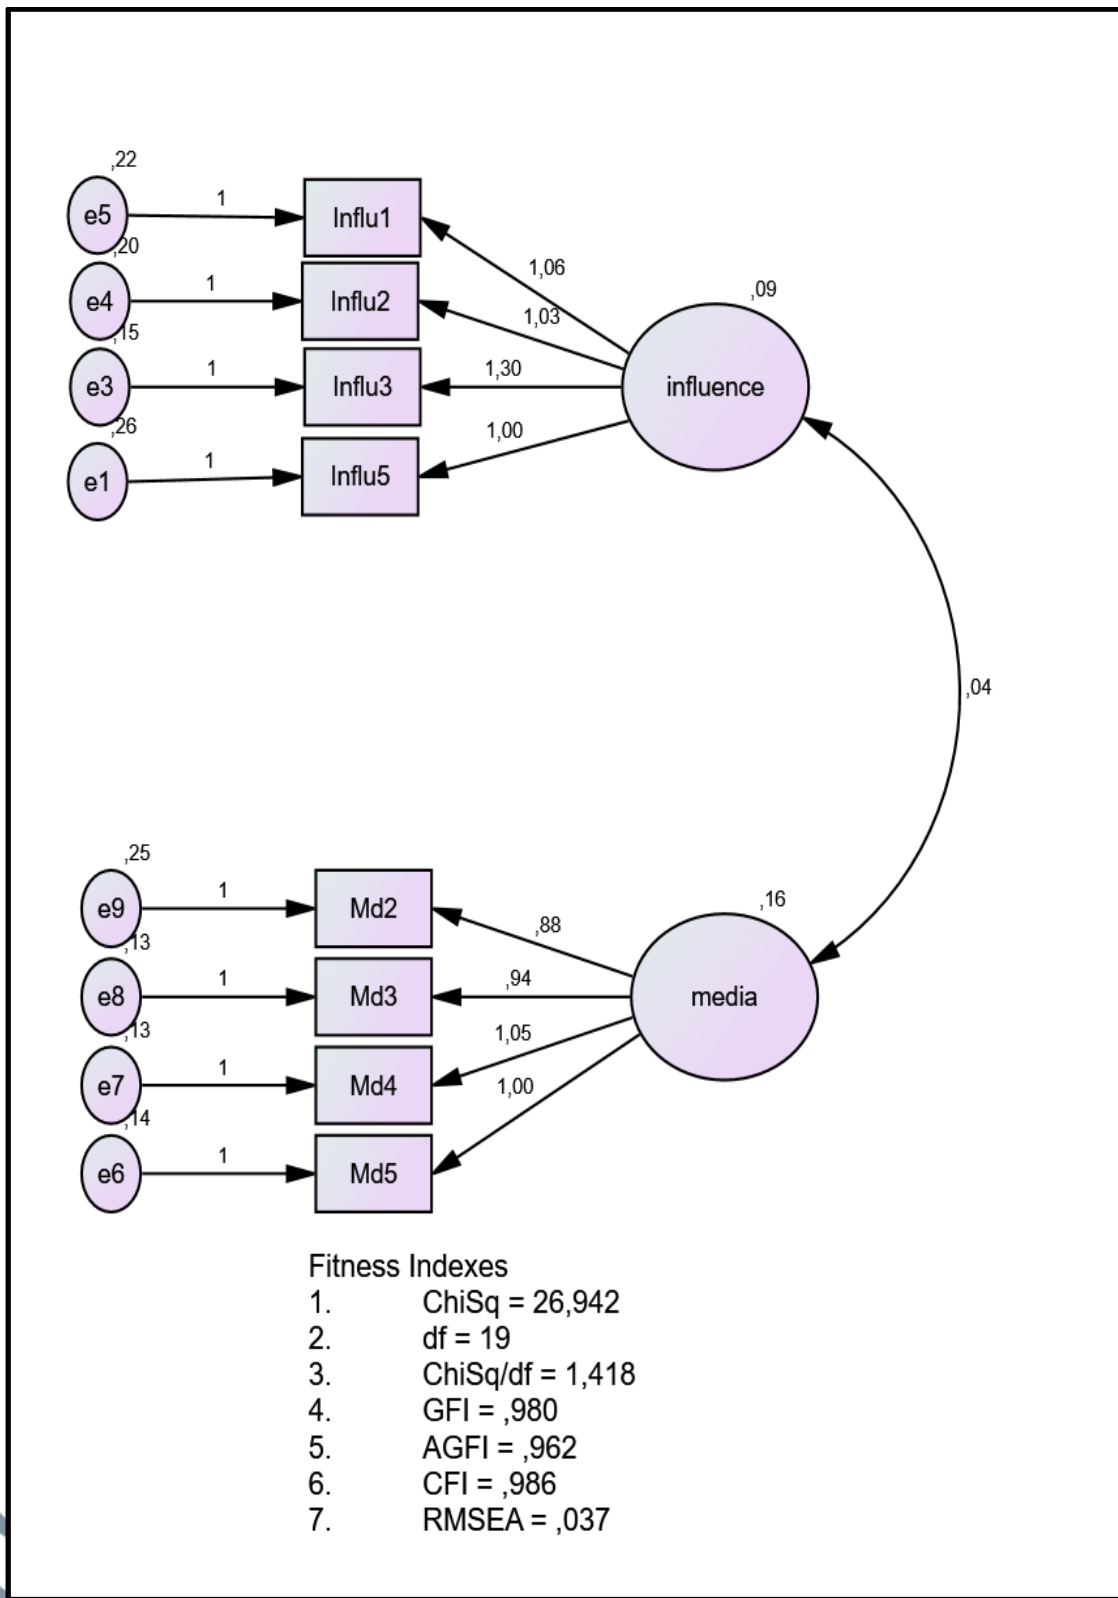 ,22
e5
1
Influ1
,20
e4
1
Influ2
,15
e3
1
Influ3
,26
e1
1
Influ5
1,06
1,03
1,30
1,00
,09
influence
,04
,25
e9
1
Md2
,13
e8
1
Md3
,13
e7
1
Md4
,14
e6
1
Md5
,88
,94
1,05
1,00
,16
media
Fitness Indexes
1. ChiSq = 26,942
2. df = 19
3. ChiSq/df = 1,418
4. GFI = ,980
5. AGFI = ,962
6. CFI = ,986
7. RMSEA = ,037